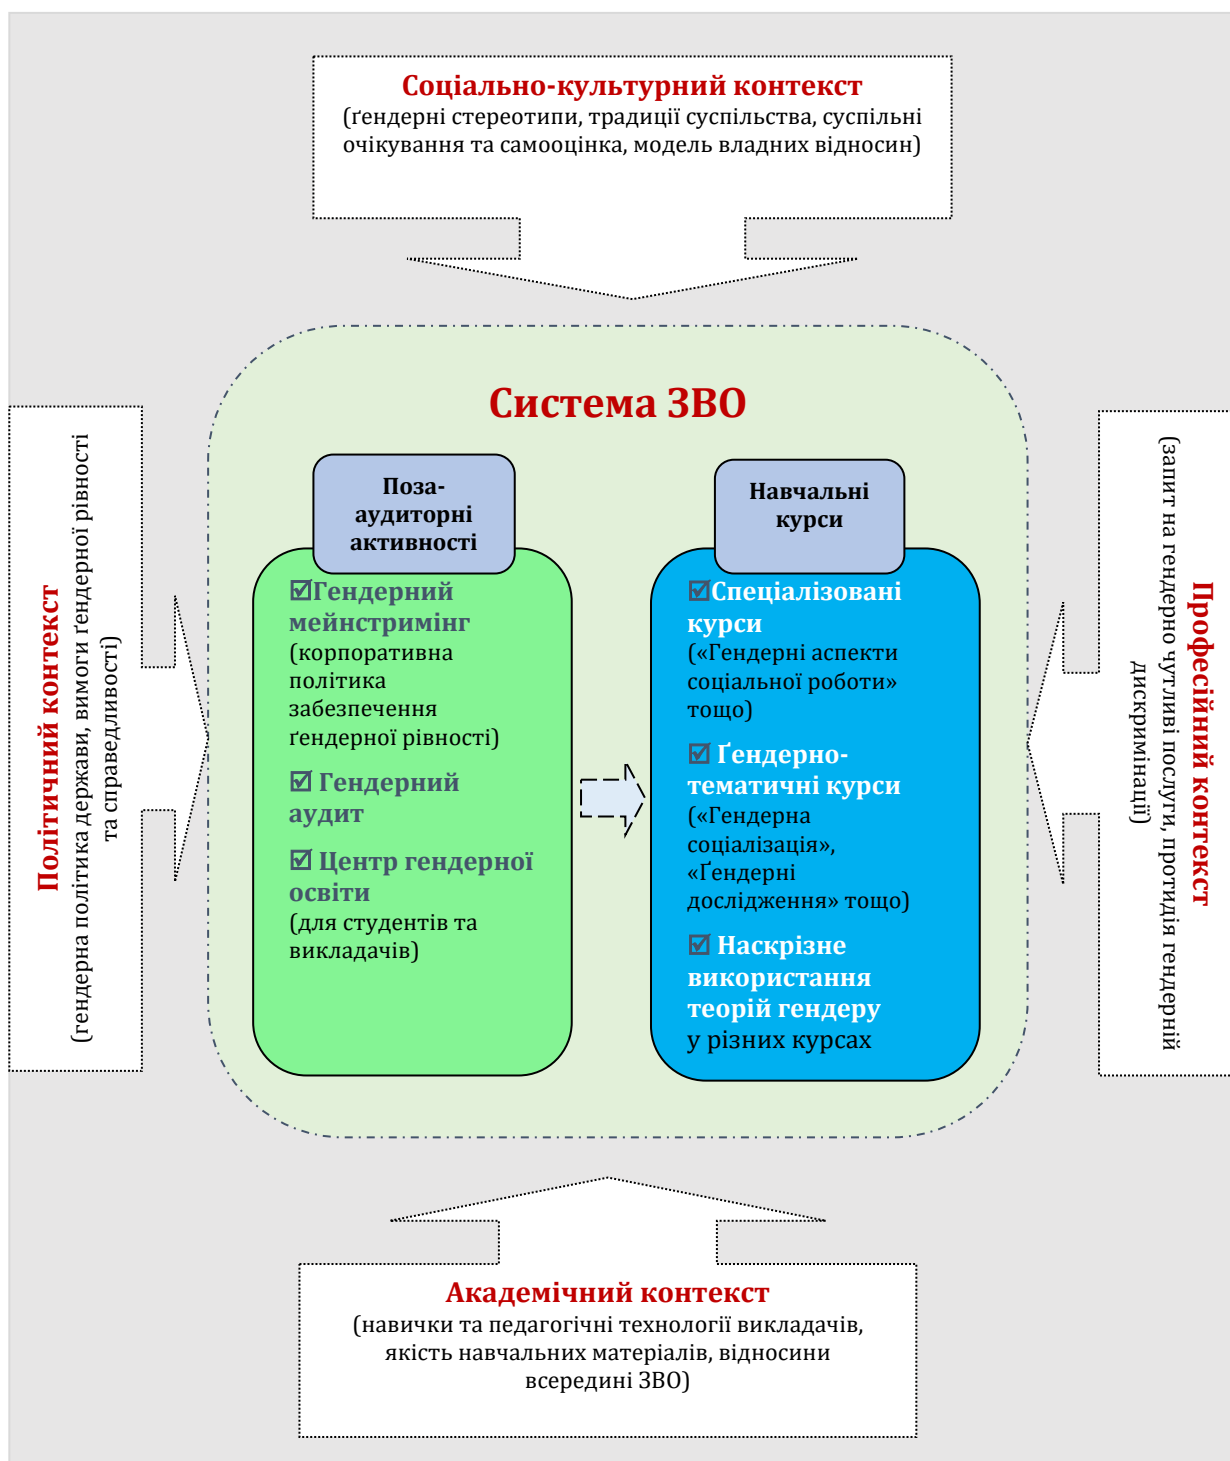 Соціально-культурний контекст
(ґендерні стереотипи, традиції суспільства, суспільні
очікування та самооцінка, модель владних відносин)
Політичний контекст
(гендерна політика держави, вимоги ґендерної рівності
та справедливості)
Система ЗВО
Поза-
аудиторні
активності
☑Гендерний
мейнстримінг
(корпоративна
політика
забезпечення
ґендерної рівності)
☑ Гендерний
аудит
☑ Центр гендерної
освіти
(для студентів та
викладачів)
Навчальні
курси
☑Спеціалізовані
курси
(«Гендерні аспекти
соціальної роботи»
тощо)
☑ Ґендерно-
тематичні курси
(«Гендерна
соціалізація»,
«Ґендерні
дослідження» тощо)
☑ Наскрізне
використання
теорій гендеру
у різних курсах
Професійний контекст
(запит на гендерно чутливі послуги, протидія гендерній
дискримінації)
Академічний контекст
(навички та педагогічні технології викладачів,
якість навчальних матеріалів, відносини
всередині ЗВО)